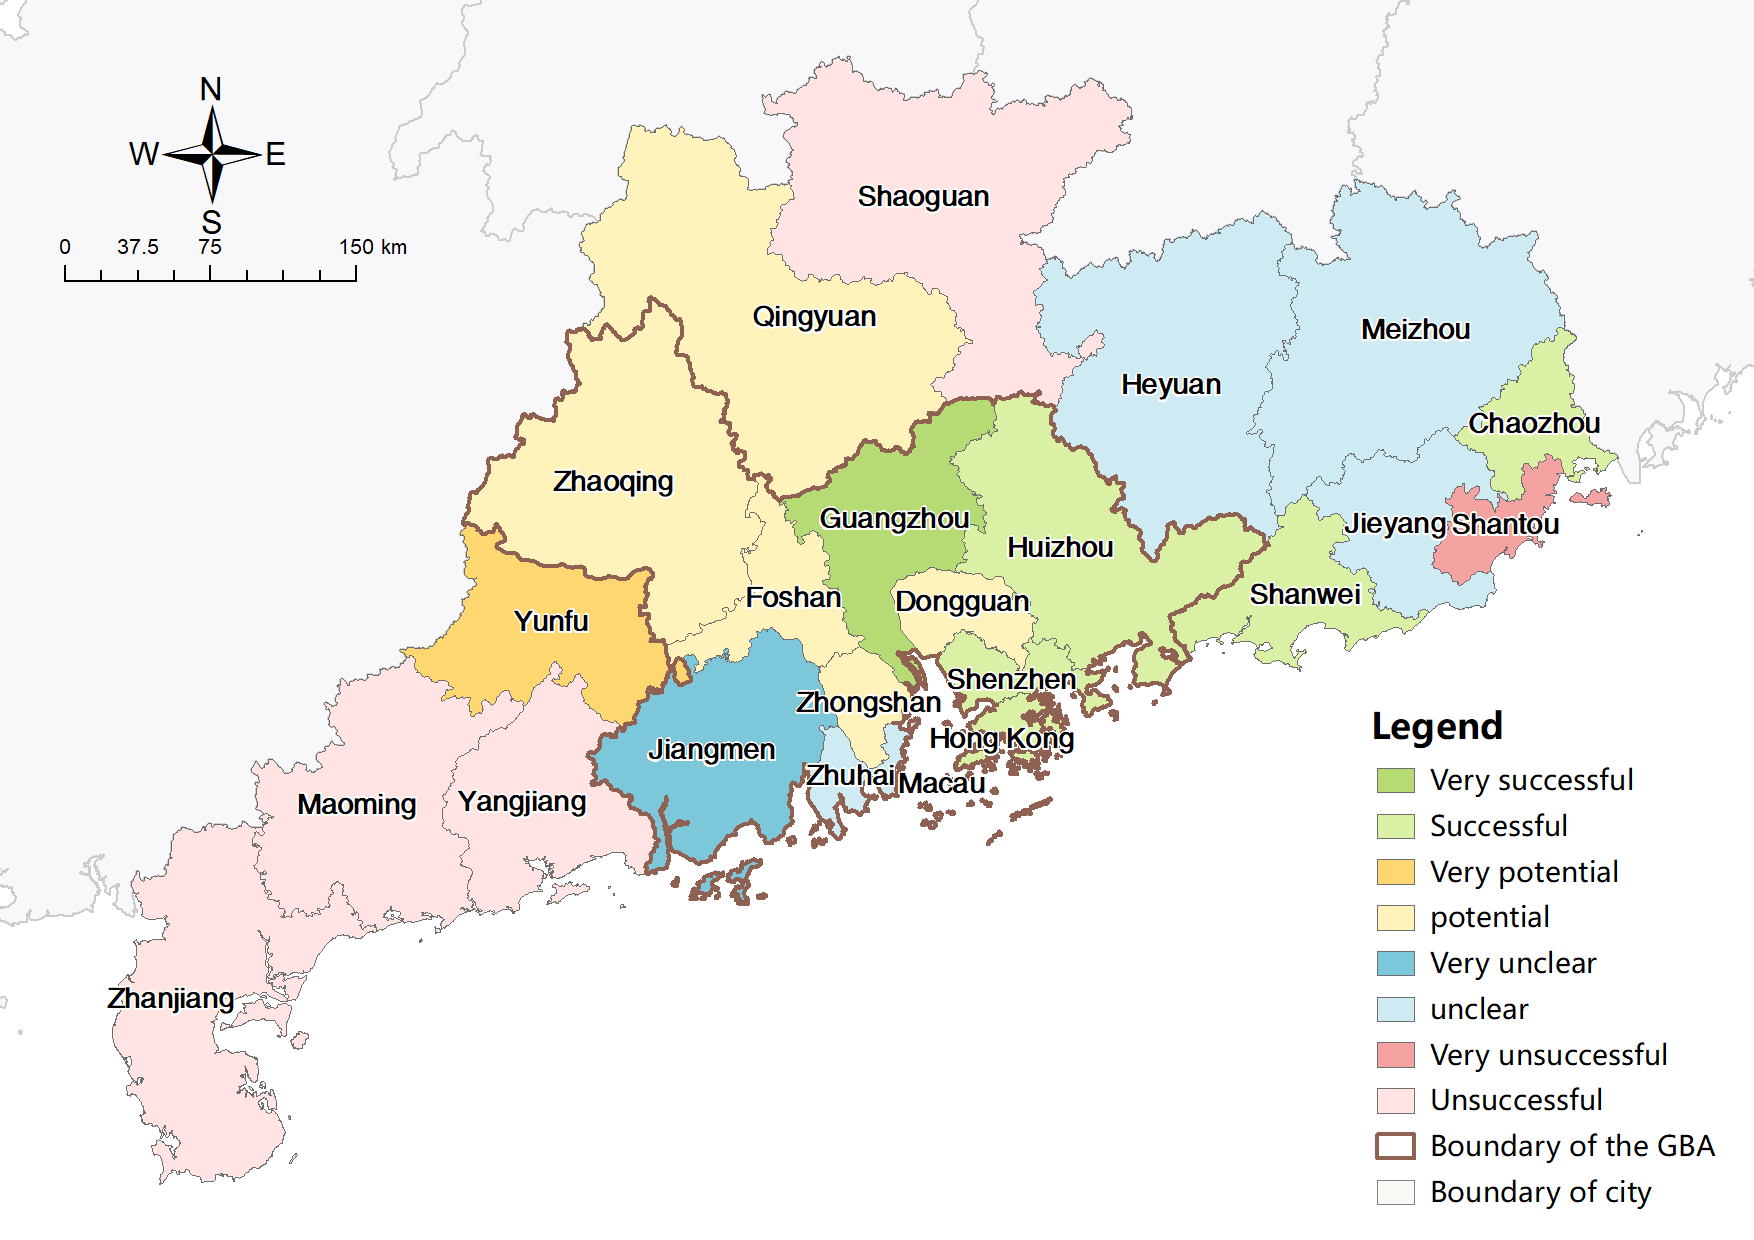 N
W
E
S
0 37.5 75 150 km
Shaoguan
Qingyuan
Meizhou
Heyuan
Chaozhou
Zhaoqing
Guangzhou
Jieyang
Shantou
Huizhou
Shanwei
Foshan
Dongguan
Yunfu
Shenzhen
Zhongshan
Hong Kong
Jiangmen
Zhuhai
Macau
Maoming
Yangjiang
Zhanjiang
Legend
Very successful
Successful
Very potential
potential
Very unclear
unclear
Very unsuccessful
Unsuccessful
Boundary of the GBA
Boundary of city